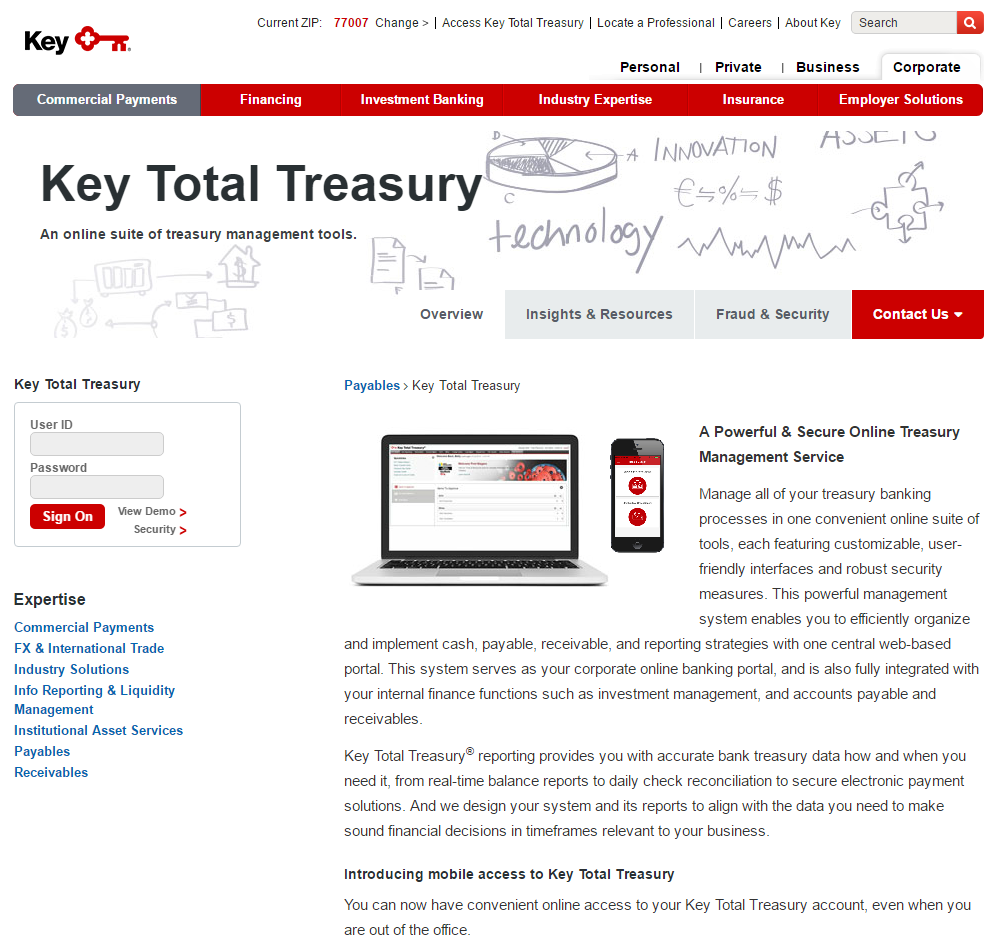 Current ZIP: 77007 Change > | Access Key Total Treasury | Locate a Professional | Careers | About Key
Search
Key
Personal | Private | Business
Corporate
Commercial Payments
Financing
Investment Banking
Industry Expertise
Insurance
Employer Solutions
Key Total Treasury
An online suite of treasury management tools.
D
A
C
INNOVATION
ASSETS
€ % $
technology
$
$
$
Overview
Insights & Resources
Fraud & Security
Contact Us
Key Total Treasury
User ID
Password
Sign On
View Demo >
Security >
Expertise
Commercial Payments
FX & International Trade
Industry Solutions
Info Reporting & Liquidity
Management
Institutional Asset Services
Payables
Receivables
Payables › Key Total Treasury
A Powerful & Secure Online Treasury
Management Service
Manage all of your treasury banking
processes in one convenient online suite of
tools, each featuring customizable, user-
friendly interfaces and robust security
measures. This powerful management
system enables you to efficiently organize
and implement cash, payable, receivable, and reporting strategies with one central web-based
portal. This system serves as your corporate online banking portal, and is also fully integrated with
your internal finance functions such as investment management, and accounts payable and
receivables.
Key Total Treasury® reporting provides you with accurate bank treasury data how and when you
need it, from real-time balance reports to daily check reconciliation to secure electronic payment
solutions. And we design your system and its reports to align with the data you need to make
sound financial decisions in timeframes relevant to your business.
Introducing mobile access to Key Total Treasury
You can now have convenient online access to your Key Total Treasury account, even when you
are out of the office.